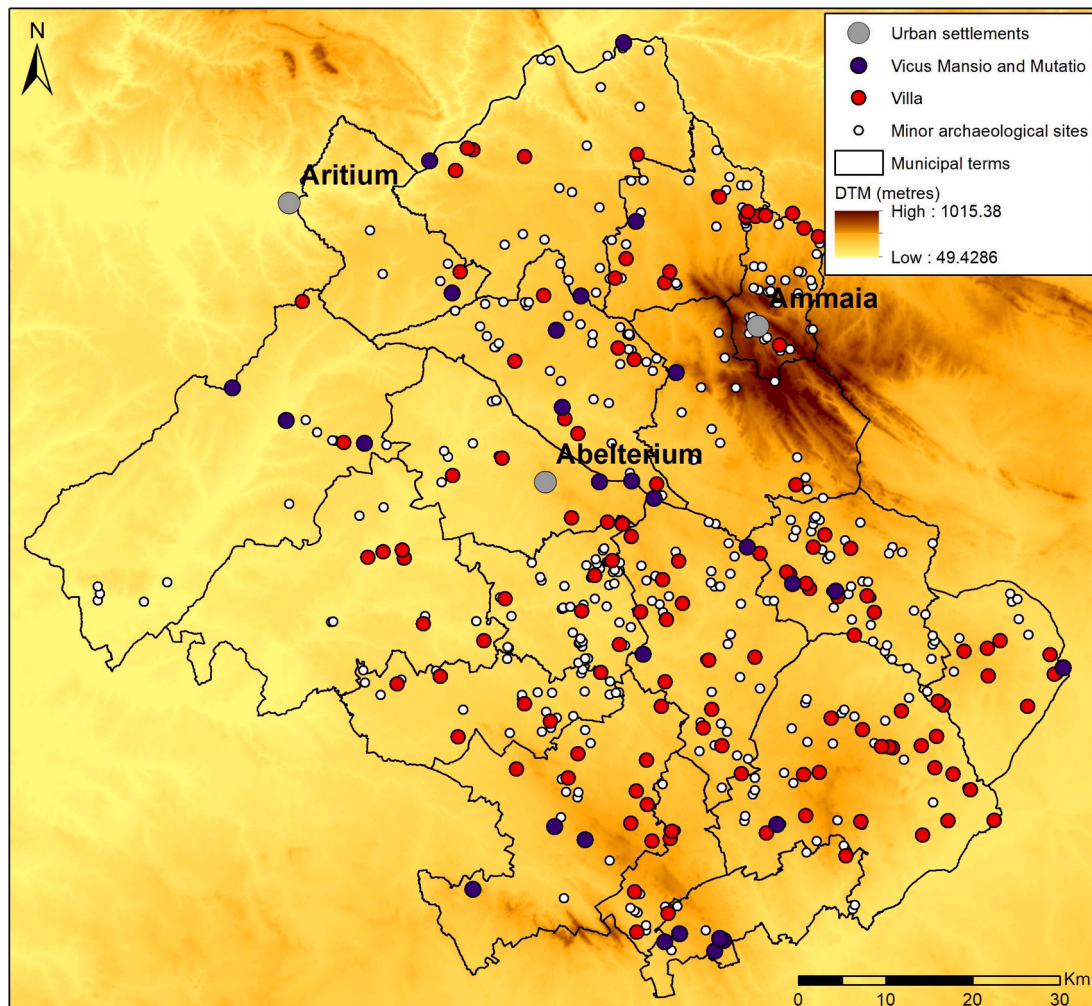 N
Urban settlements
Vicus Mansio and Mutatio
Villa
Minor archaeological sites
Municipal terms
DTM (metres)
High : 1015.38
Low : 49.4286
Aritium
Ammaia
Abelterium
Km
0 10 20 30